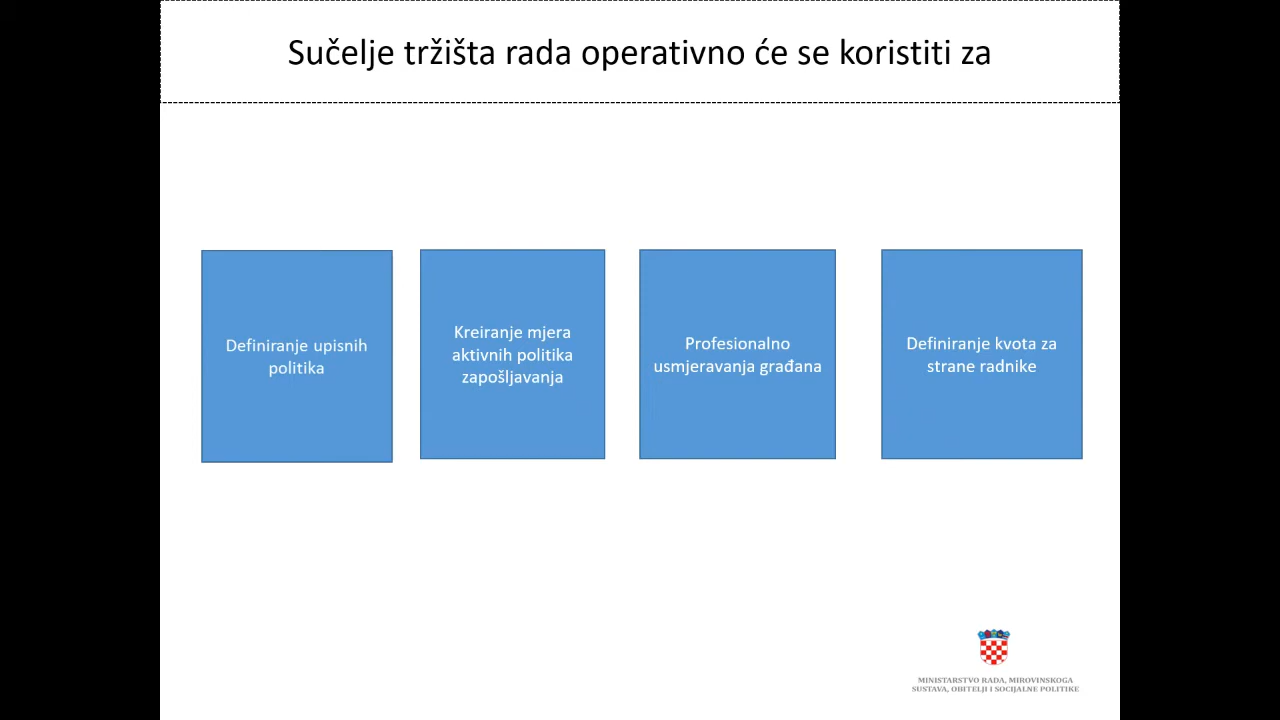 Sučelje tržišta rada operativno će se koristiti za
Definiranje upisnih
politika
Kreiranje mjera
aktivnih politika
zapošljavanja
Profesionalno
usmjeravanja građana
Definiranje kvota za
strane radnike
MINISTARSTVO RADA, MIROVINSKOGA
SUSTAVA, OBITELJI I SOCIJALNE POLITIKE